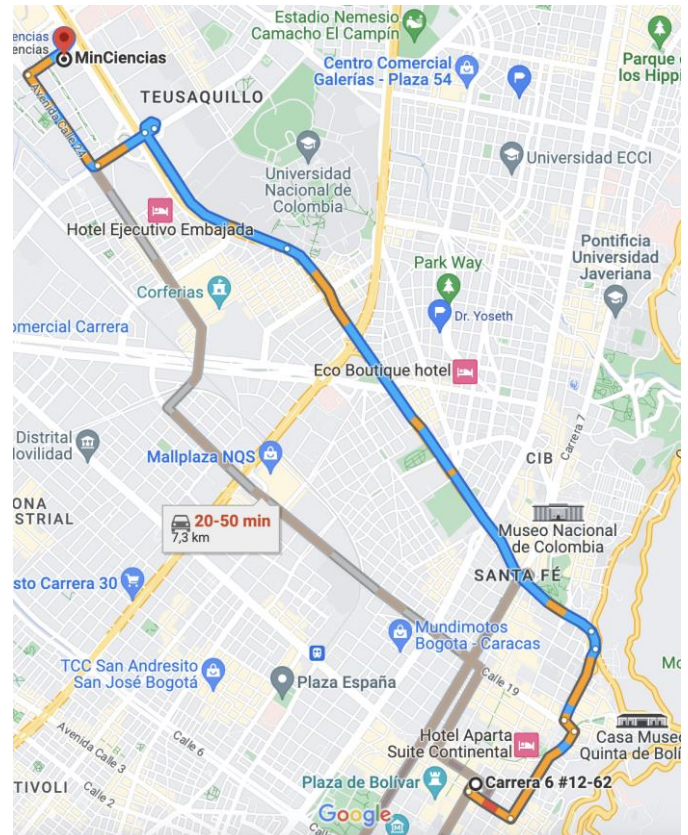 Estadio Nemesio
Camacho El Campín
encias
encias
MinCiencias
Parque
los Hippi
Centro Comercial
Galerías - Plaza 54
Avenida Calle 24
TEUSAQUILLO
Universidad
Nacional de
Colombia
Universidad ECCI
Hotel Ejecutivo Embajada
Pontificia
Universidad
Javeriana
Park Way
Corferias
Dr. Yoseth
omercial Carrera
Eco Boutique hotel
Carrera 7
Distrital
ovilidad
Mallplaza NQS
CIB
ONA
STRIAL
20-50 min
7,3 km
Museo Nacional
de Colombia
SANTA FÉ
sto Carrera 30
Mundimotos
Bogota - Caracas
TCC San Andresito
San José Bogotá
Plaza España
Mo
Calle 19
Calle 6
Avenida Calle 3
Hotel Aparta
Suite Continental
Casa Museo
Quinta de Bolí
TIVOLI
Calle 2
Plaza de Bolívar
Carrera 6 #12-62
Google